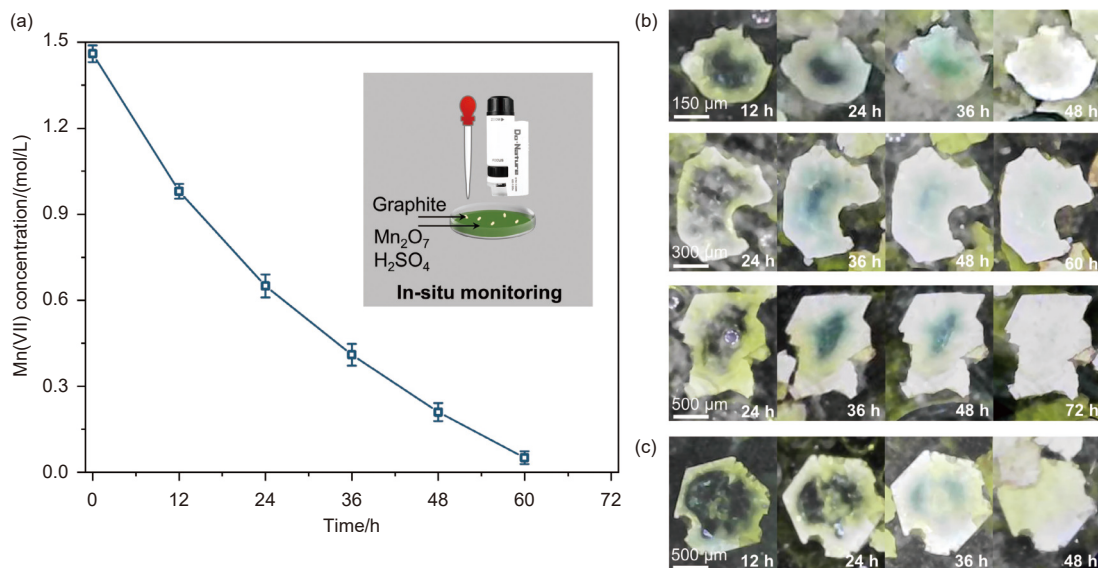 (a)
1.5
1.2
0.9
0.6
0.3
0.0
Mn(VII) concentration/(mol/L)
0
12
24
36
48
60
72
Time/h
Graphite
Mn₂O₇
H₂SO₄
In-situ monitoring
(b)
150 μm
12 h
24 h
36 h
48 h
300 μm
24 h
36 h
48 h
60 h
500 μm
24 h
36 h
48 h
72 h
(c)
500 μm
12 h
24 h
36 h
48 h